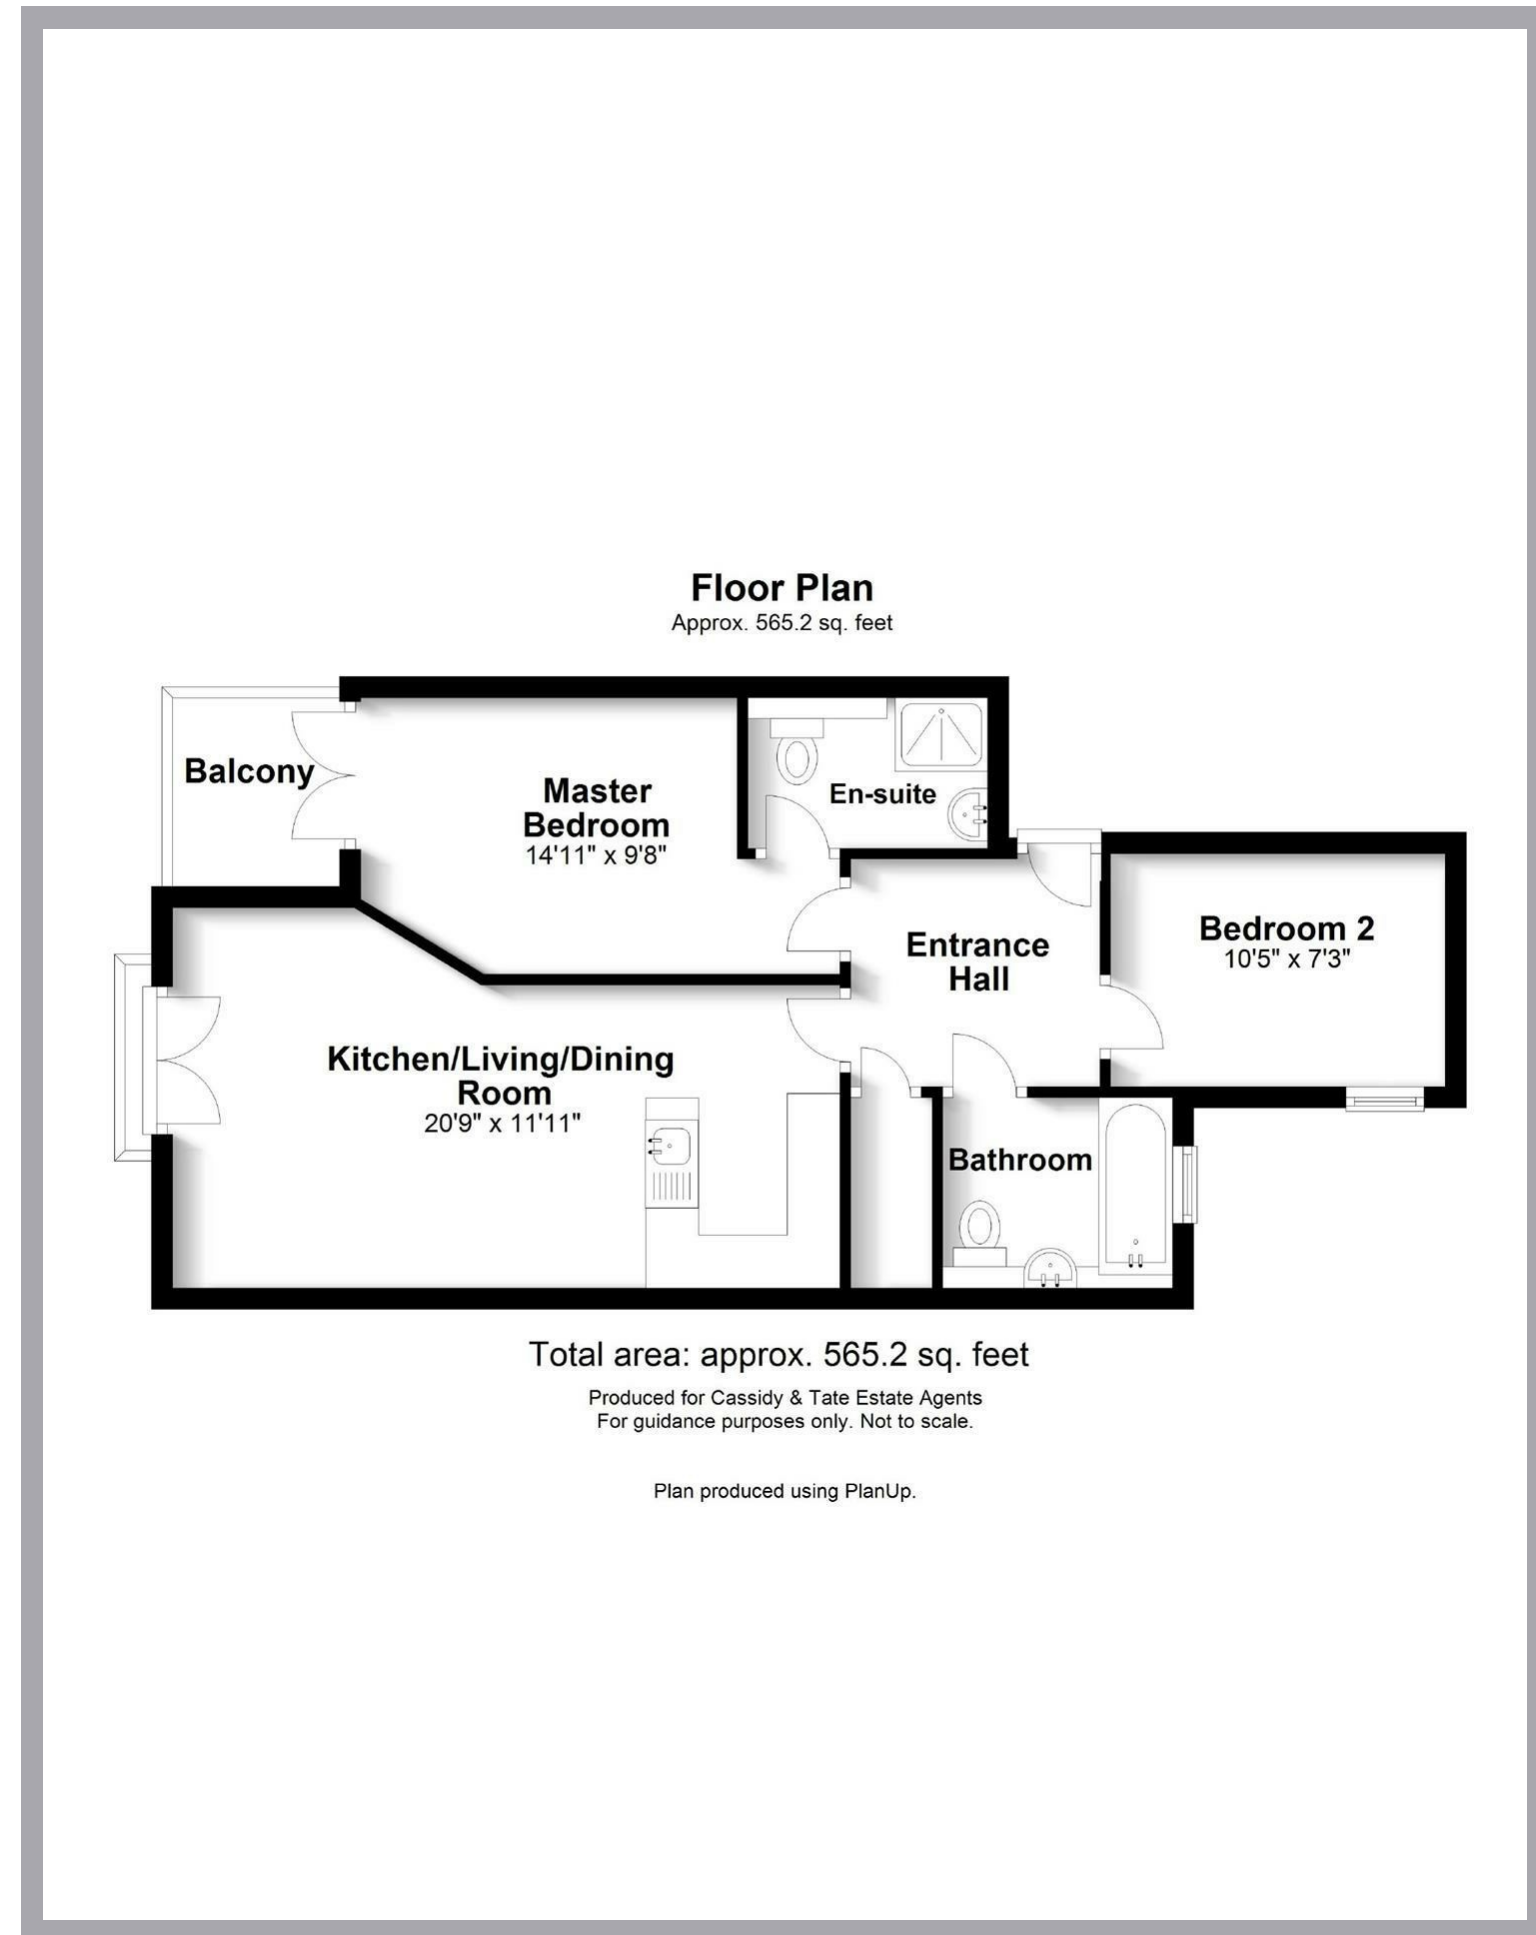 Floor Plan
Approx. 565.2 sq. feet
Balcony
Master
Bedroom
14'11" x 9'8"
En-suite
Entrance
Hall
Bedroom 2
10'5" x 7'3"
Kitchen/Living/Dining
Room
20'9" x 11'11"
Bathroom
Total area: approx. 565.2 sq. feet
Produced for Cassidy & Tate Estate Agents
For guidance purposes only. Not to scale.
Plan produced using PlanUp.